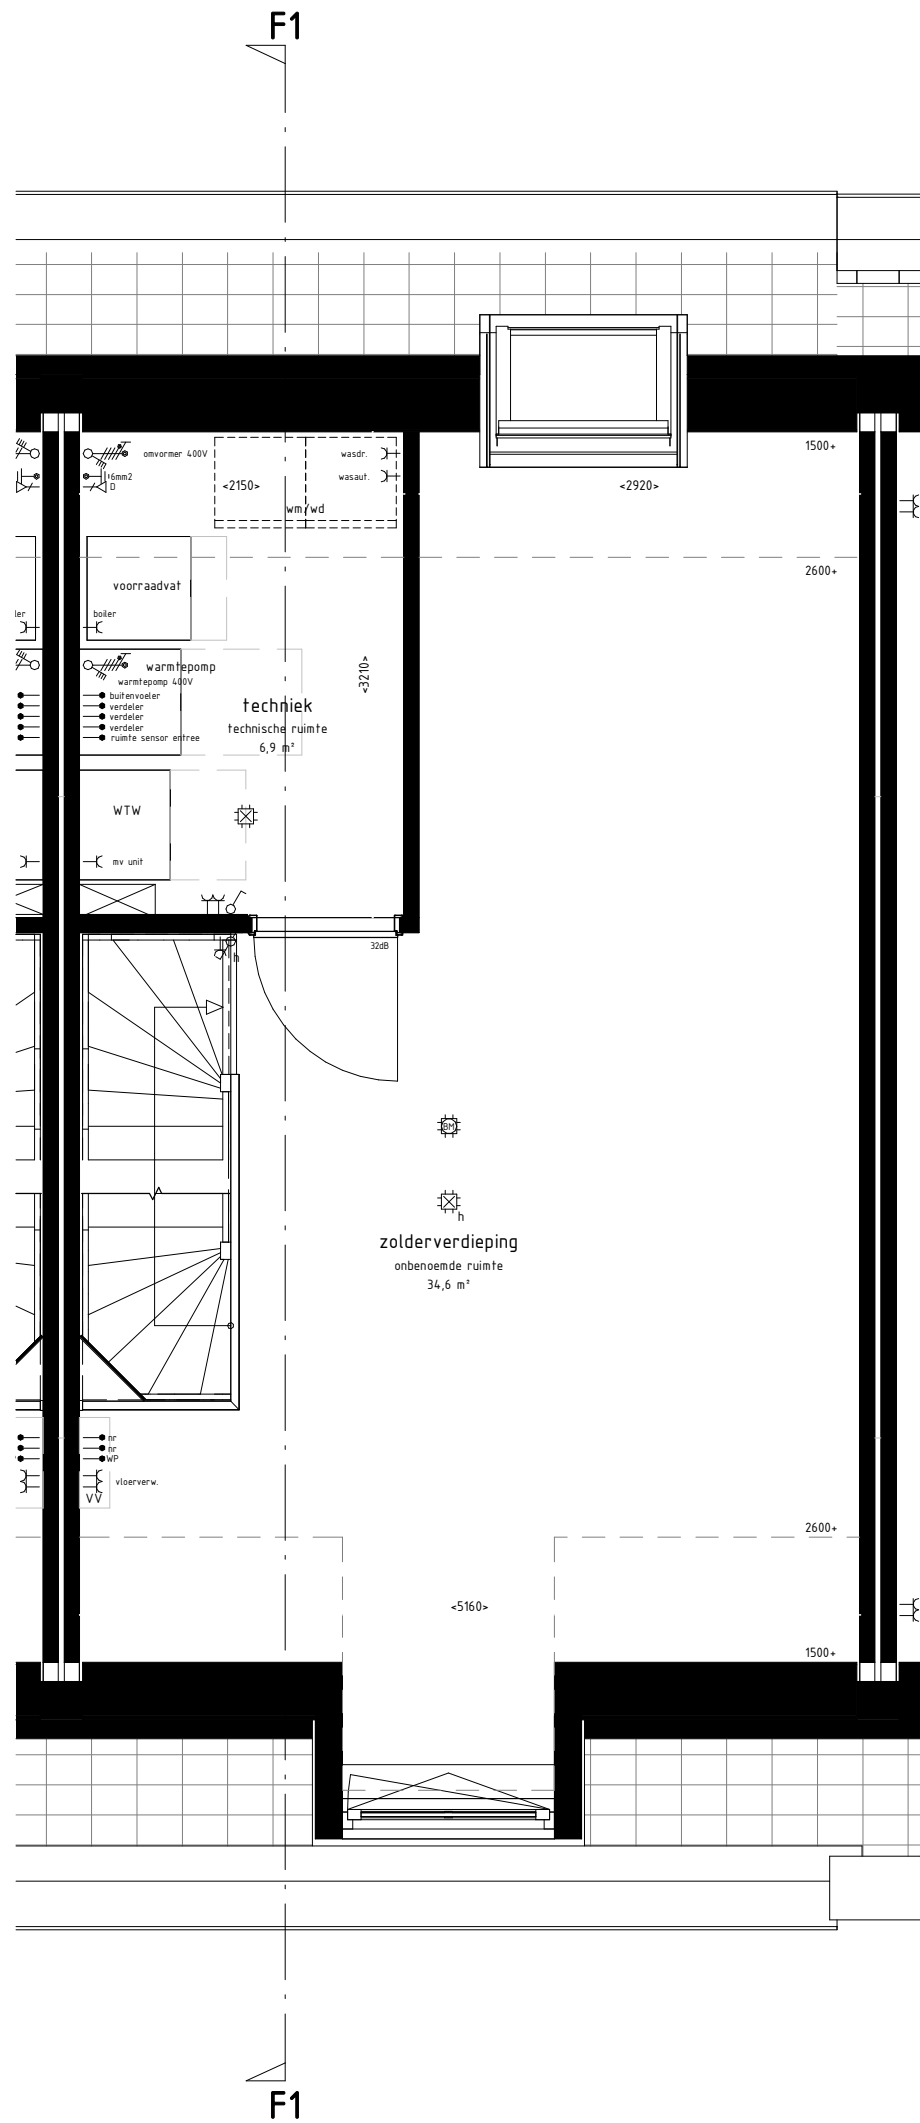 F1
omvormer 400V
wasdr.
1500+
6mm2
D
wasaut.
<2150>
<2920>
wm/wd
2600+
voorraadvat
ler
boiler
warmtepomp
warmtepomp 400V
<3210>
buitenvoeler
verdeler
verdeler
verdeler
ruimte sensor entree
techniek
technische ruimte
6,9 m²
WTW
mv unit
32dB
h
BM
h
zolderverdieping
onbenoemde ruimte
34,6 m²
nr
nr
WP
vloerverw.
VV
2600+
<5160>
1500+
F1